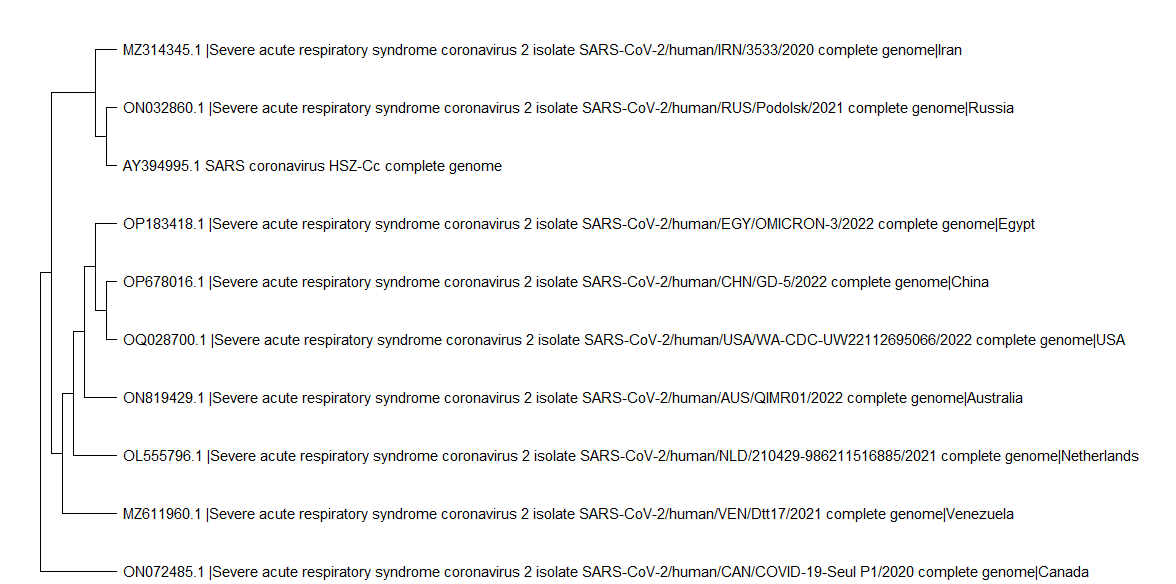 MZ314345.1 |Severe acute respiratory syndrome coronavirus 2 isolate SARS-CoV-2/human/IRN/3533/2020 complete genome|Iran
ON032860.1 |Severe acute respiratory syndrome coronavirus 2 isolate SARS-CoV-2/human/RUS/Podolsk/2021 complete genome|Russia
AY394995.1 SARS coronavirus HSZ-Cc complete genome
OP183418.1 |Severe acute respiratory syndrome coronavirus 2 isolate SARS-CoV-2/human/EGY/OMICRON-3/2022 complete genome|Egypt
OP678016.1 |Severe acute respiratory syndrome coronavirus 2 isolate SARS-CoV-2/human/CHN/GD-5/2022 complete genome|China
OQ028700.1 |Severe acute respiratory syndrome coronavirus 2 isolate SARS-CoV-2/human/USA/WA-CDC-UW22112695066/2022 complete genome|USA
ON819429.1 |Severe acute respiratory syndrome coronavirus 2 isolate SARS-CoV-2/human/AUS/QIMR01/2022 complete genome|Australia
OL555796.1 |Severe acute respiratory syndrome coronavirus 2 isolate SARS-CoV-2/human/NLD/210429-986211516885/2021 complete genome|Netherlands
MZ611960.1 |Severe acute respiratory syndrome coronavirus 2 isolate SARS-CoV-2/human/VEN/Dtt17/2021 complete genome|Venezuela
ON072485.1 |Severe acute respiratory syndrome coronavirus 2 isolate SARS-CoV-2/human/CAN/COVID-19-Seul P1/2020 complete genome|Canada